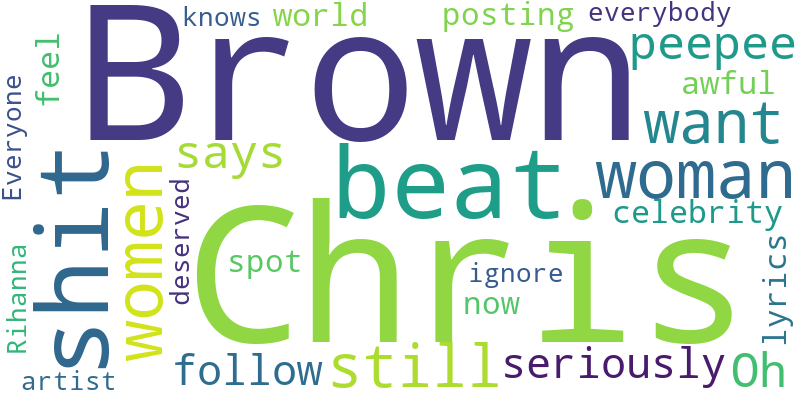 Brown
knows
world
posting
everybody
peepee
feel
awful
Everyone
want
shit
women
says
beat
woman
celebrity
deserved
Chris
spot
ignore
now
lyrics
Rihanna
artist
follow
still
seriously
Oh